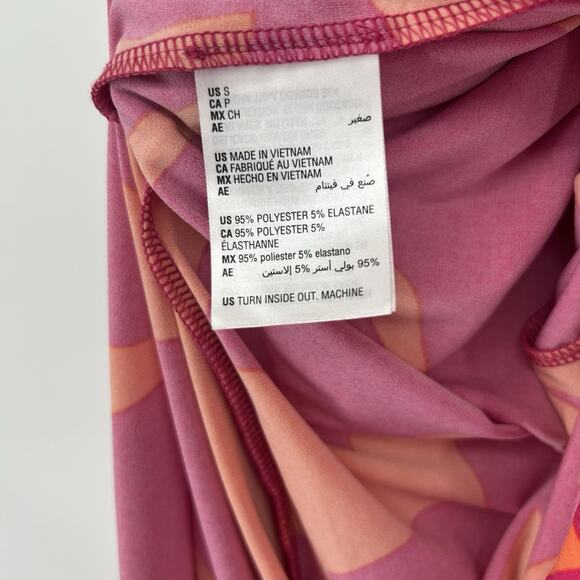 US S
CA P
MX CH
AE صغير
US MADE IN VIETNAM
CA FABRIQUÉ AU VIETNAM
MX HECHO EN VIETNAM
AE صُنع في فيتنام
US 95% POLYESTER 5% ELASTANE
CA 95% POLYESTER 5%
ÉLASTHANNE
MX 95% poliester 5% elastano
AE 95% بولي أستر 5% إلاستين
US TURN INSIDE OUT. MACHINE